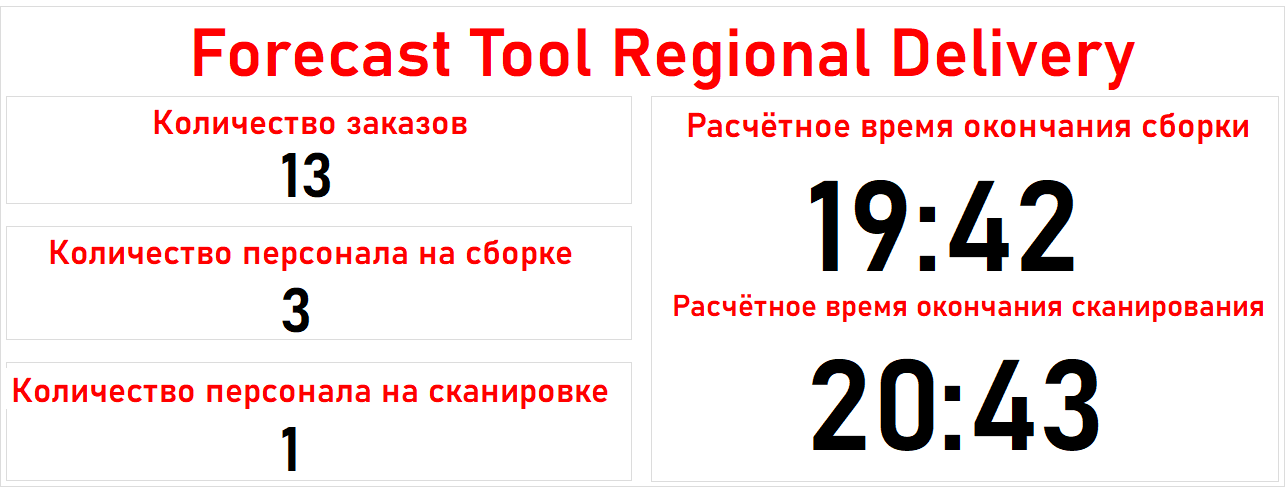 Forecast Tool Regional Delivery
Количество заказов
13
Количество персонала на сборке
3
Количество персонала на сканировке
1
Расчётное время окончания сборки
19:42
Расчётное время окончания сканирования
20:43